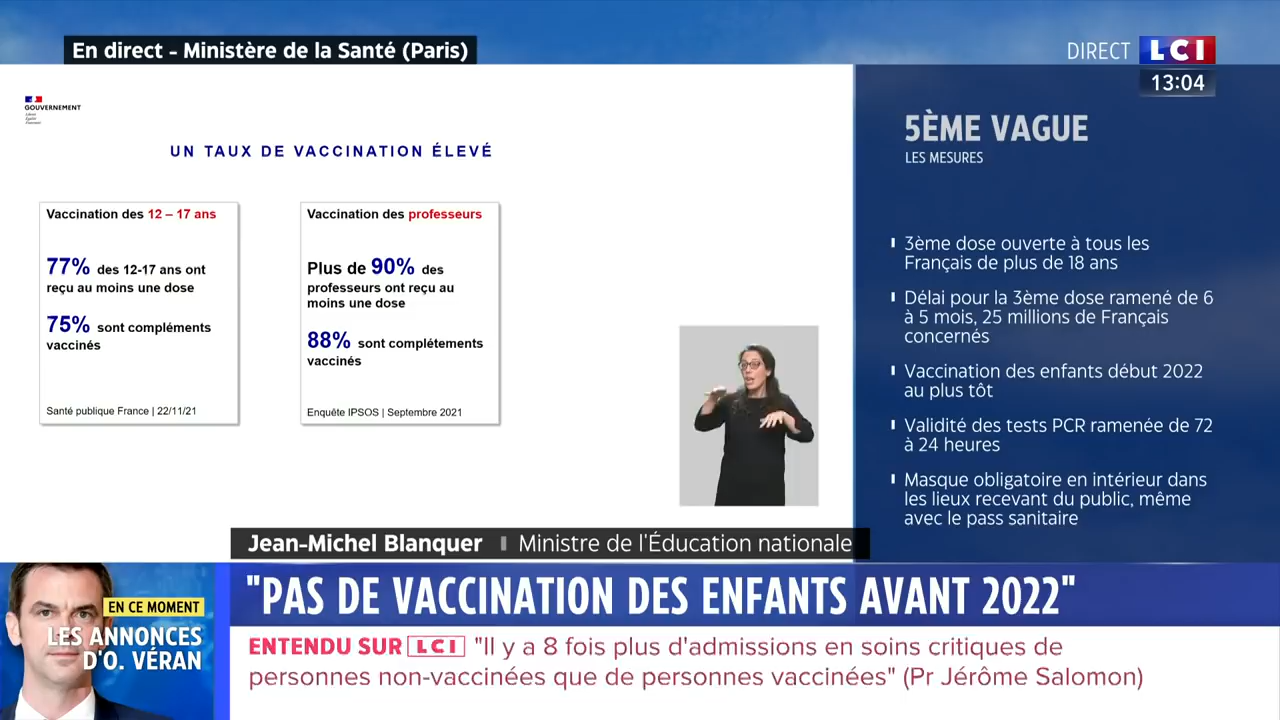 En direct - Ministère de la Santé (Paris)
DIRECT LCI
13:04
GOUVERNEMENT
Liberté
Égalité
Fraternité
UN TAUX DE VACCINATION ÉLEVÉ
Vaccination des 12 – 17 ans
77% des 12-17 ans ont
reçu au moins une dose
75% sont compléments
vaccinés
Santé publique France | 22/11/21
Vaccination des professeurs
Plus de 90% des
professeurs ont reçu au
moins une dose
88% sont complétements
vaccinés
Enquête IPSOS | Septembre 2021
5ÈME VAGUE
LES MESURES
3ème dose ouverte à tous les
Français de plus de 18 ans
Délai pour la 3ème dose ramené de 6
à 5 mois, 25 millions de Français
concernés
Vaccination des enfants début 2022
au plus tôt
Validité des tests PCR ramenée de 72
à 24 heures
Masque obligatoire en intérieur dans
les lieux recevant du public, même
avec le pass sanitaire
Jean-Michel Blanquer Ministre de l'Éducation nationale
"PAS DE VACCINATION DES ENFANTS AVANT 2022"
EN CE MOMENT
LES ANNONCES
D'O. VÉRAN
ENTENDU SUR LCI "Il y a 8 fois plus d'admissions en soins critiques de
personnes non-vaccinées que de personnes vaccinées" (Pr Jérôme Salomon)